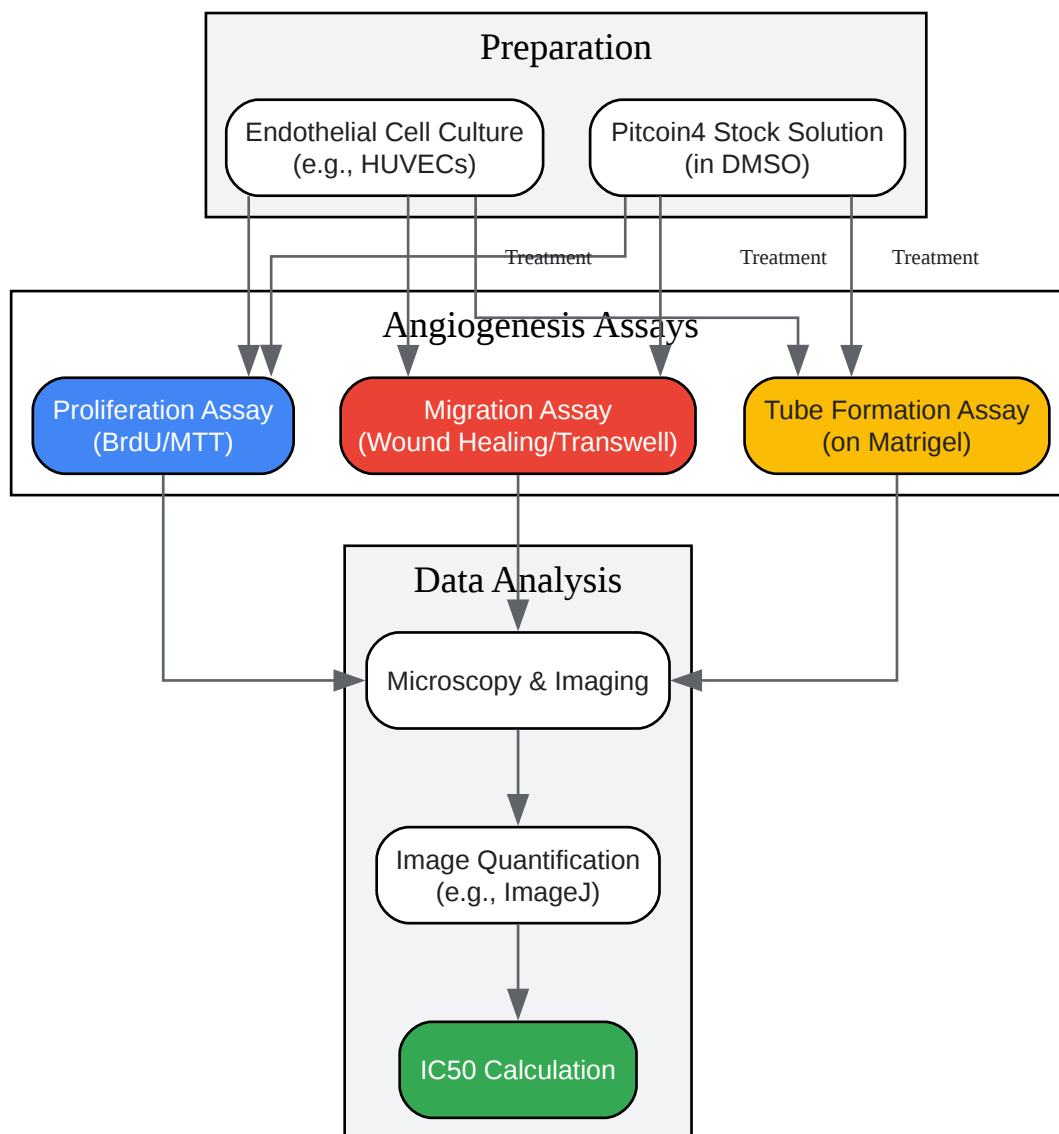 Preparation
Endothelial Cell Culture
(e.g., HUVECs)
Pitcoin4 Stock Solution
(in DMSO)
Treatment
Treatment
Treatment
Angiogenesis Assays
Proliferation Assay
(BrdU/MTT)
Migration Assay
(Wound Healing/Transwell)
Tube Formation Assay
(on Matrigel)
Data Analysis
Microscopy & Imaging
Image Quantification
(e.g., ImageJ)
IC50 Calculation